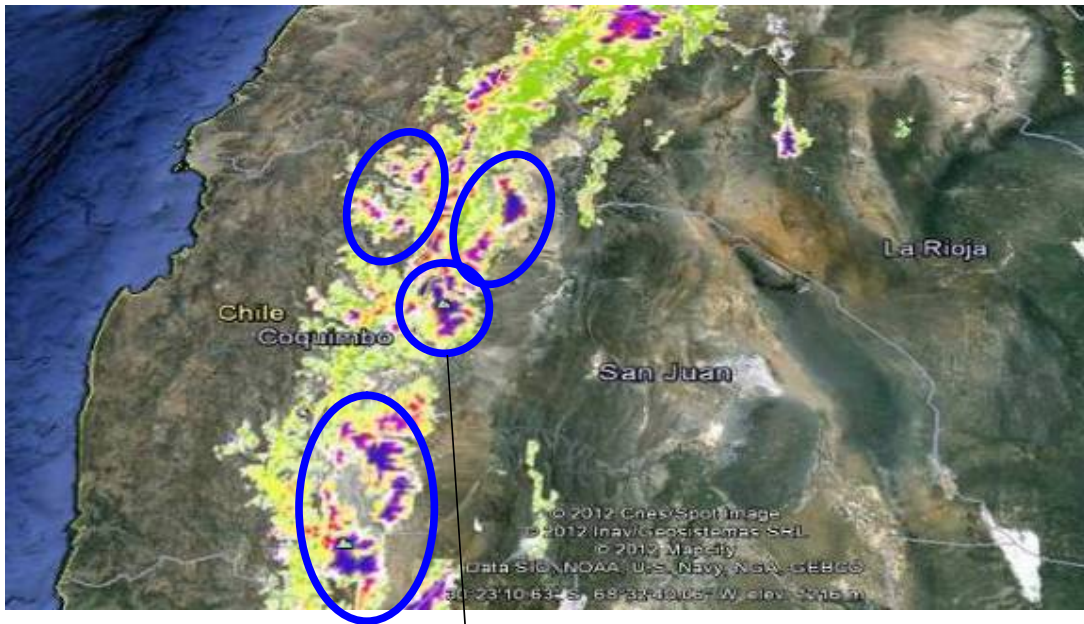 La Rioja
Chile
Coquimbo
San Juan
© 2012 Cnes/Spot Image
© 2012 Inav/Geosistemas SRL
© 2012 Mapcity
Data SIO, NOAA, U.S. Navy, NGA, GEBCO
S W, elev m